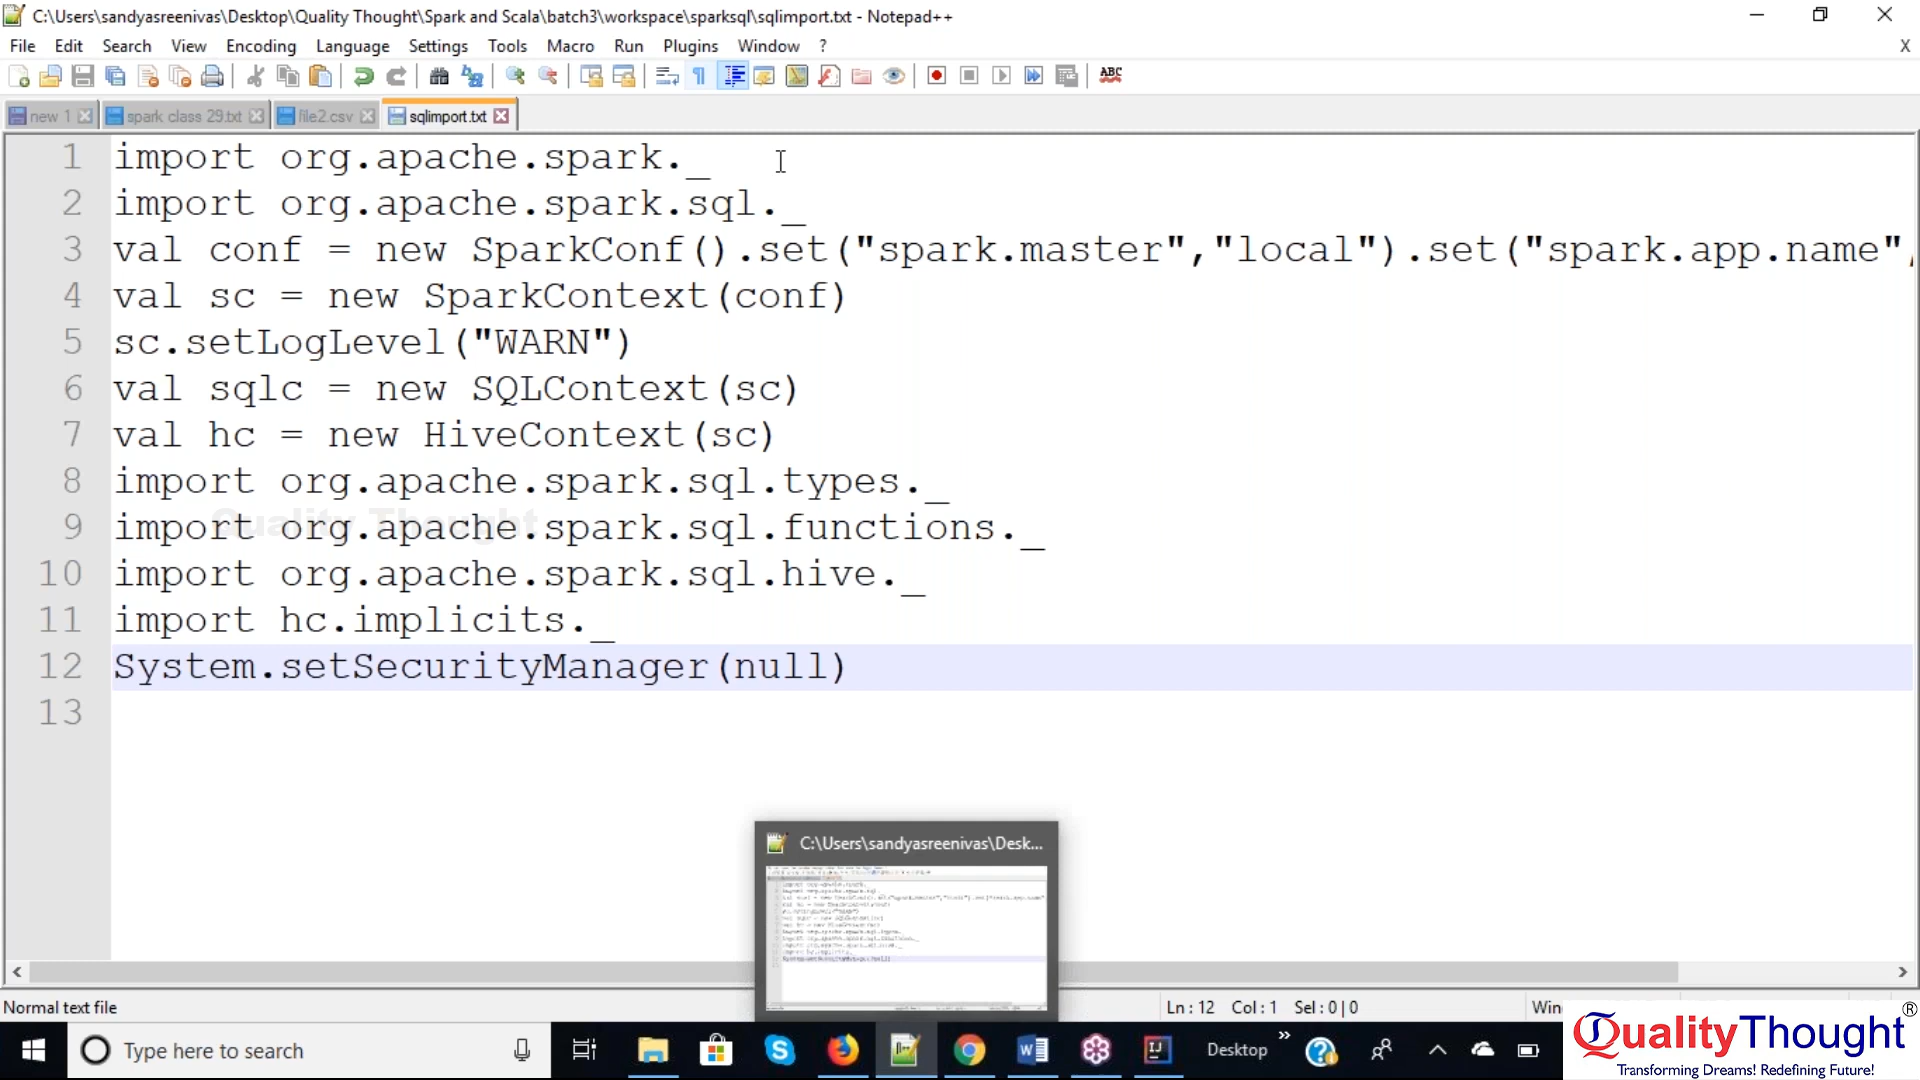 C:\Users\sandyasreenivas\Desktop\Quality Thought\Spark and Scala\batch3\workspace\sparksql\sqlimport.txt - Notepad++
File Edit Search View Encoding Language Settings Tools Macro Run Plugins Window ? X
new 1 spark class 29.txt file2.csv sqlimport.txt
1 import org.apache.spark._
2 import org.apache.spark.sql._
3 val conf = new SparkConf().set("spark.master","local").set("spark.app.name",
4 val sc = new SparkContext(conf)
5 sc.setLogLevel("WARN")
6 val sqlc = new SQLContext(sc)
7 val hc = new HiveContext(sc)
8 import org.apache.spark.sql.types._
9 import org.apache.spark.sql.functions._
Quality Thought
10 import org.apache.spark.sql.hive._
11 import hc.implicits._
12 System.setSecurityManager(null)
13
C:\Users\sandyasreenivas\Desk...
Normal text file Ln : 12 Col : 1 Sel : 0 | 0 Win
Type here to search Desktop
QualityThought®
Transforming Dreams! Redefining Future!